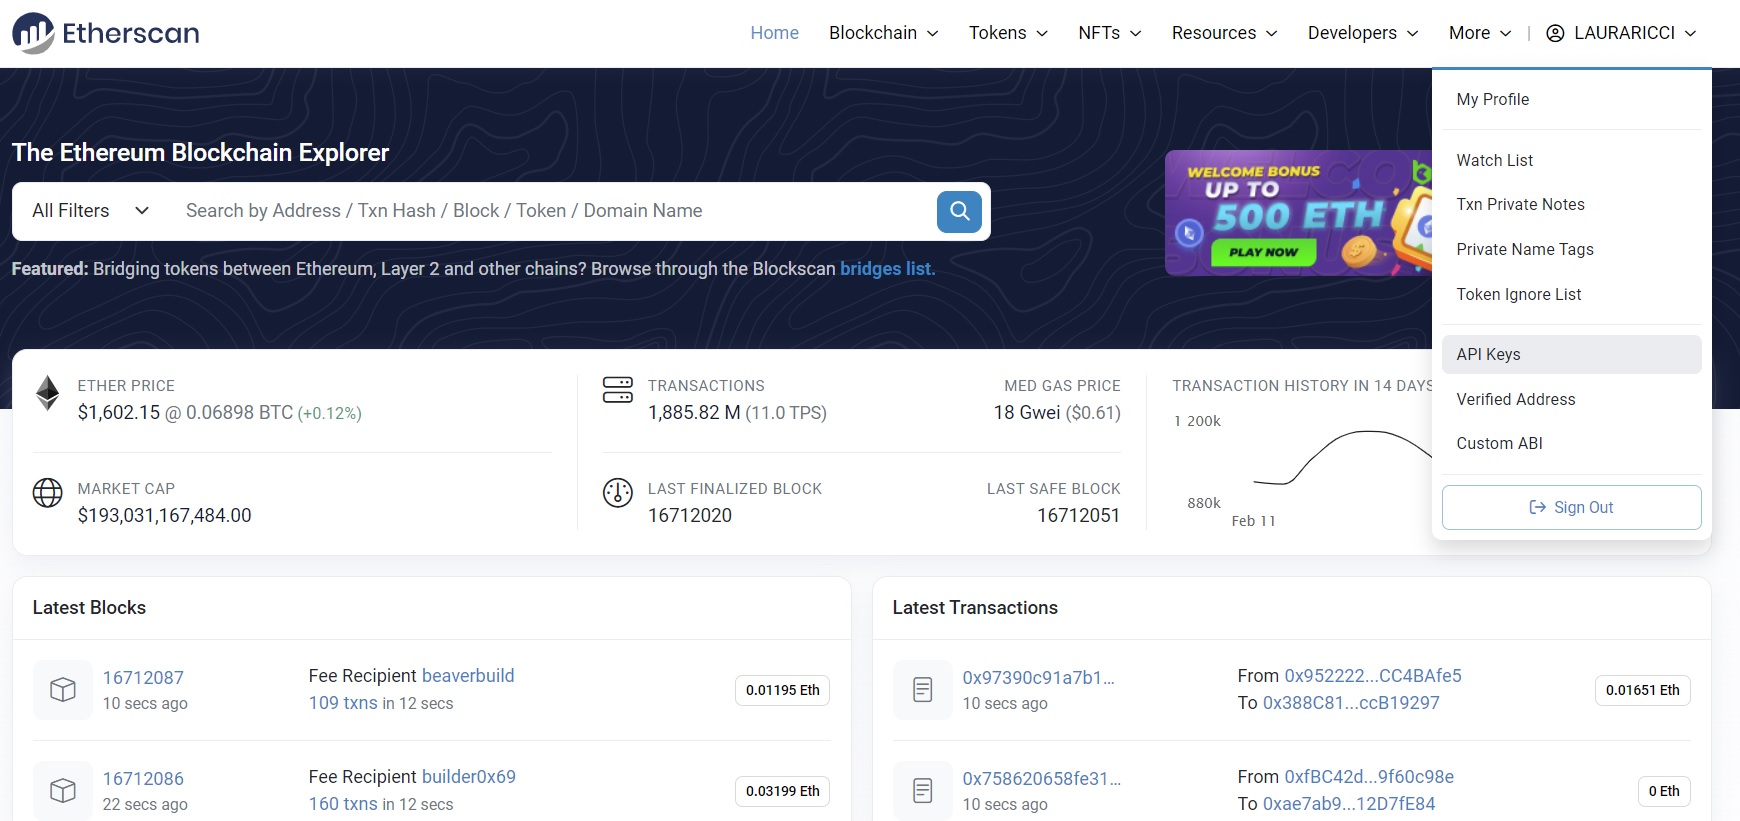 Etherscan
Home Blockchain Tokens NFTs Resources Developers More | LAURARICCI
My Profile
Watch List
Txn Private Notes
Private Name Tags
Token Ignore List
API Keys
Verified Address
Custom ABI
Sign Out
The Ethereum Blockchain Explorer
All Filters Search by Address / Txn Hash / Block / Token / Domain Name
Featured: Bridging tokens between Ethereum, Layer 2 and other chains? Browse through the Blockscan bridges list.
WELCOME BONUS
UP TO
500 ETH
PLAY NOW
ETHER PRICE
$1,602.15 @ 0.06898 BTC (+0.12%)
MARKET CAP
$193,031,167,484.00
TRANSACTIONS
1,885.82 M (11.0 TPS)
MED GAS PRICE
18 Gwei ($0.61)
LAST FINALIZED BLOCK
16712020
LAST SAFE BLOCK
16712051
TRANSACTION HISTORY IN 14 DAYS
1 200k
880k
Feb 11
Latest Blocks
16712087
10 secs ago
Fee Recipient beaverbuild
109 txns in 12 secs
0.01195 Eth
16712086
22 secs ago
Fee Recipient builder0x69
160 txns in 12 secs
0.03199 Eth
Latest Transactions
0x97390c91a7b1...
10 secs ago
From 0x952222...CC4BAfe5
To 0x388C81...ccB19297
0.01651 Eth
0x758620658fe31...
10 secs ago
From 0xfBC42d...9f60c98e
To 0xae7ab9...12D7fE84
0 Eth